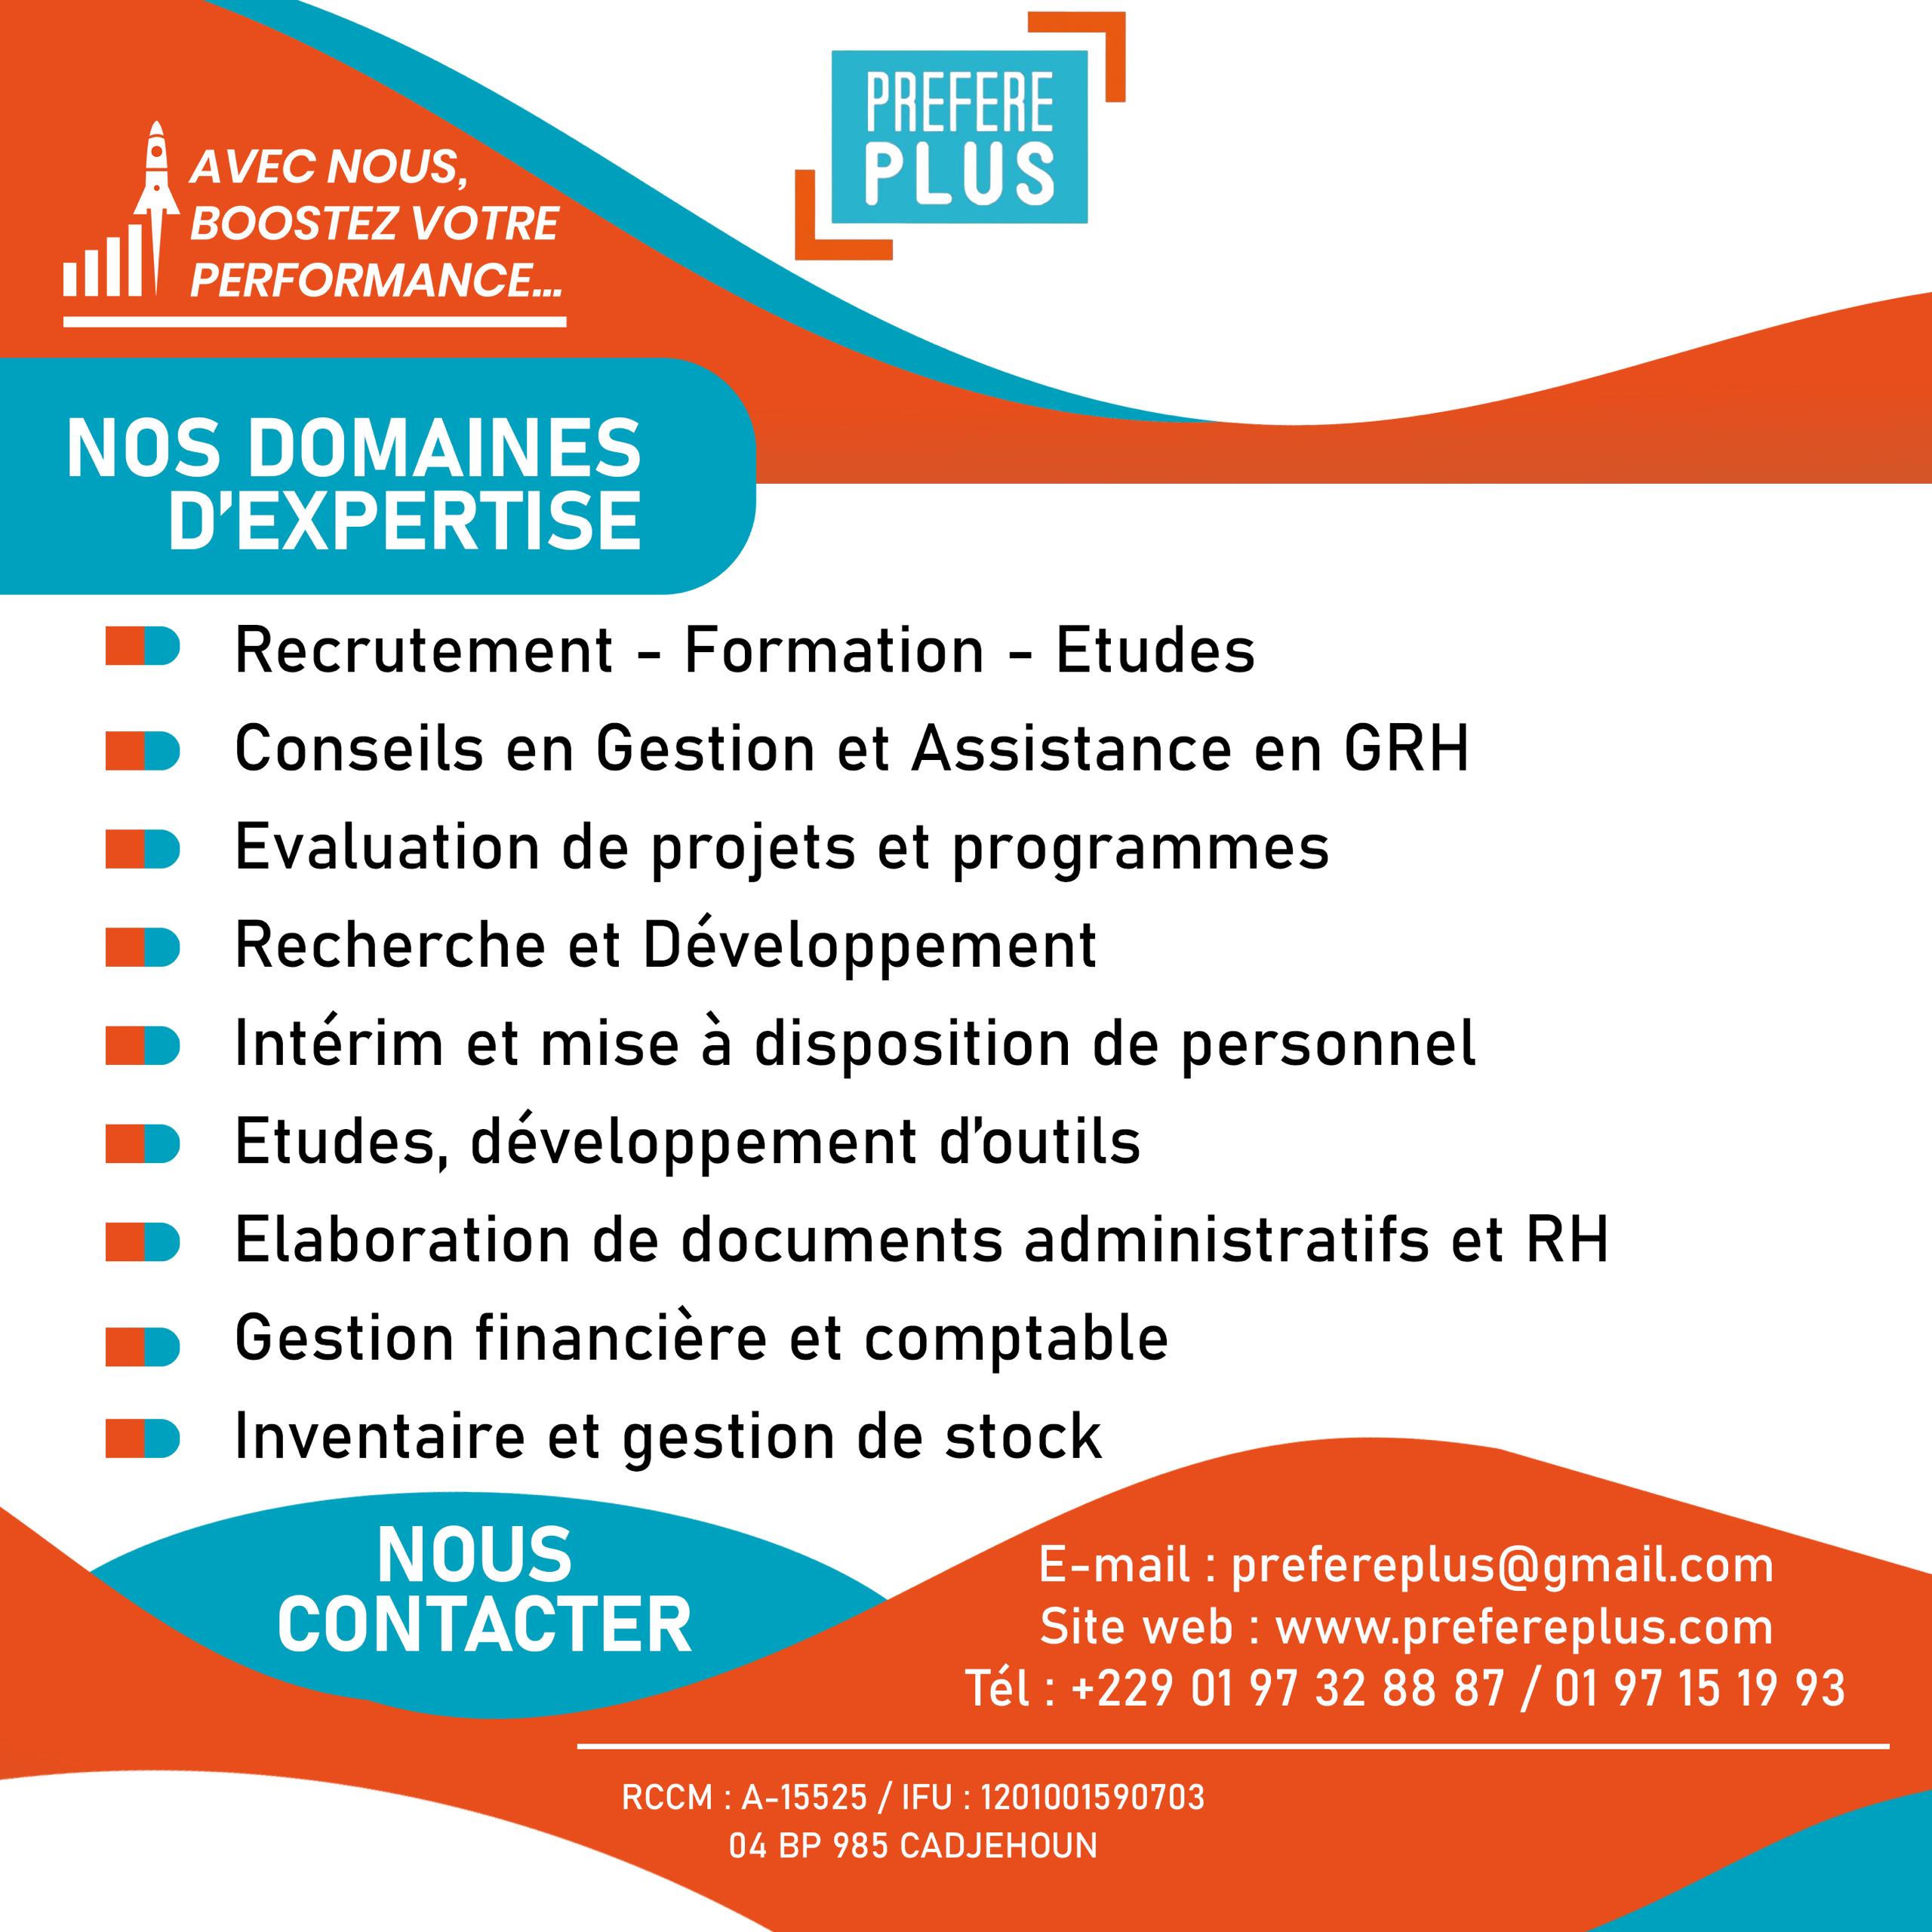 PREFERE
PLUS
AVEC NOUS,
BOOSTEZ VOTRE
PERFORMANCE...
NOS DOMAINES
D'EXPERTISE
Recrutement - Formation - Etudes
Conseils en Gestion et Assistance en GRH
Evaluation de projets et programmes
Recherche et Développement
Intérim et mise à disposition de personnel
Etudes, développement d'outils
Elaboration de documents administratifs et RH
Gestion financière et comptable
Inventaire et gestion de stock
NOUS
CONTACTER
E-mail : prefereplus@gmail.com
Site web : www.prefereplus.com
Tél : +229 01 97 32 88 87 / 01 97 15 19 93
RCCM : A-15525 / IFU : 1201001590703
04 BP 985 CADJEHOUN